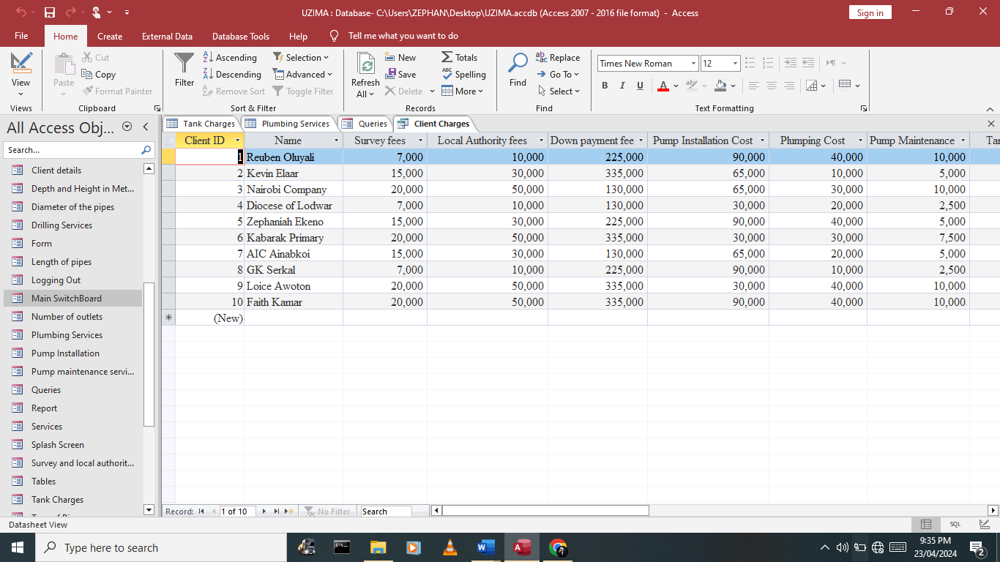 UZIMA : Database- C:\Users\ZEPHAN\Desktop\UZIMA.accdb (Access 2007 - 2016 file format) - Access
Sign in
File Home Create External Data Database Tools Help Tell me what you want to do
View
Views
Paste
Cut
Copy
Format Painter
Clipboard
Filter
Ascending
Descending
Remove Sort
Selection
Advanced
Toggle Filter
Sort & Filter
Refresh
All
New
Save
Delete
Totals
Spelling
More
Records
Find
Replace
Go To
Select
Find
Times New Roman 12
B I U A
Text Formatting
All Access Obj...
Search...
Client details
Depth and Height in Met...
Diameter of the pipes
Drilling Services
Form
Length of pipes
Logging Out
Main SwitchBoard
Number of outlets
Plumbing Services
Pump Installation
Pump maintenance servi...
Queries
Report
Services
Splash Screen
Survey and local authorit...
Tables
Tank Charges
Tank Charges Plumbing Services Queries Client Charges
Client ID Name Survey fees Local Authority fees Down payment fee Pump Installation Cost Plumping Cost Pump Maintenance Tan
1 Reuben Oluyali 7,000 10,000 225,000 90,000 40,000 10,000
2 Kevin Elaar 15,000 30,000 335,000 65,000 10,000 5,000
3 Nairobi Company 20,000 50,000 130,000 65,000 30,000 10,000
4 Diocese of Lodwar 7,000 10,000 130,000 30,000 20,000 2,500
5 Zephaniah Ekeno 15,000 30,000 225,000 90,000 40,000 5,000
6 Kabarak Primary 20,000 50,000 335,000 30,000 30,000 7,500
7 AIC Ainabkoi 15,000 30,000 130,000 65,000 20,000 5,000
8 GK Serkal 7,000 10,000 225,000 90,000 10,000 2,500
9 Loice Awoton 20,000 50,000 335,000 30,000 40,000 10,000
10 Faith Kamar 20,000 50,000 335,000 90,000 40,000 10,000
(New)
Record: 1 of 10 No Filter Search
Datasheet View SQL
Type here to search
9:35 PM
23/04/2024
2